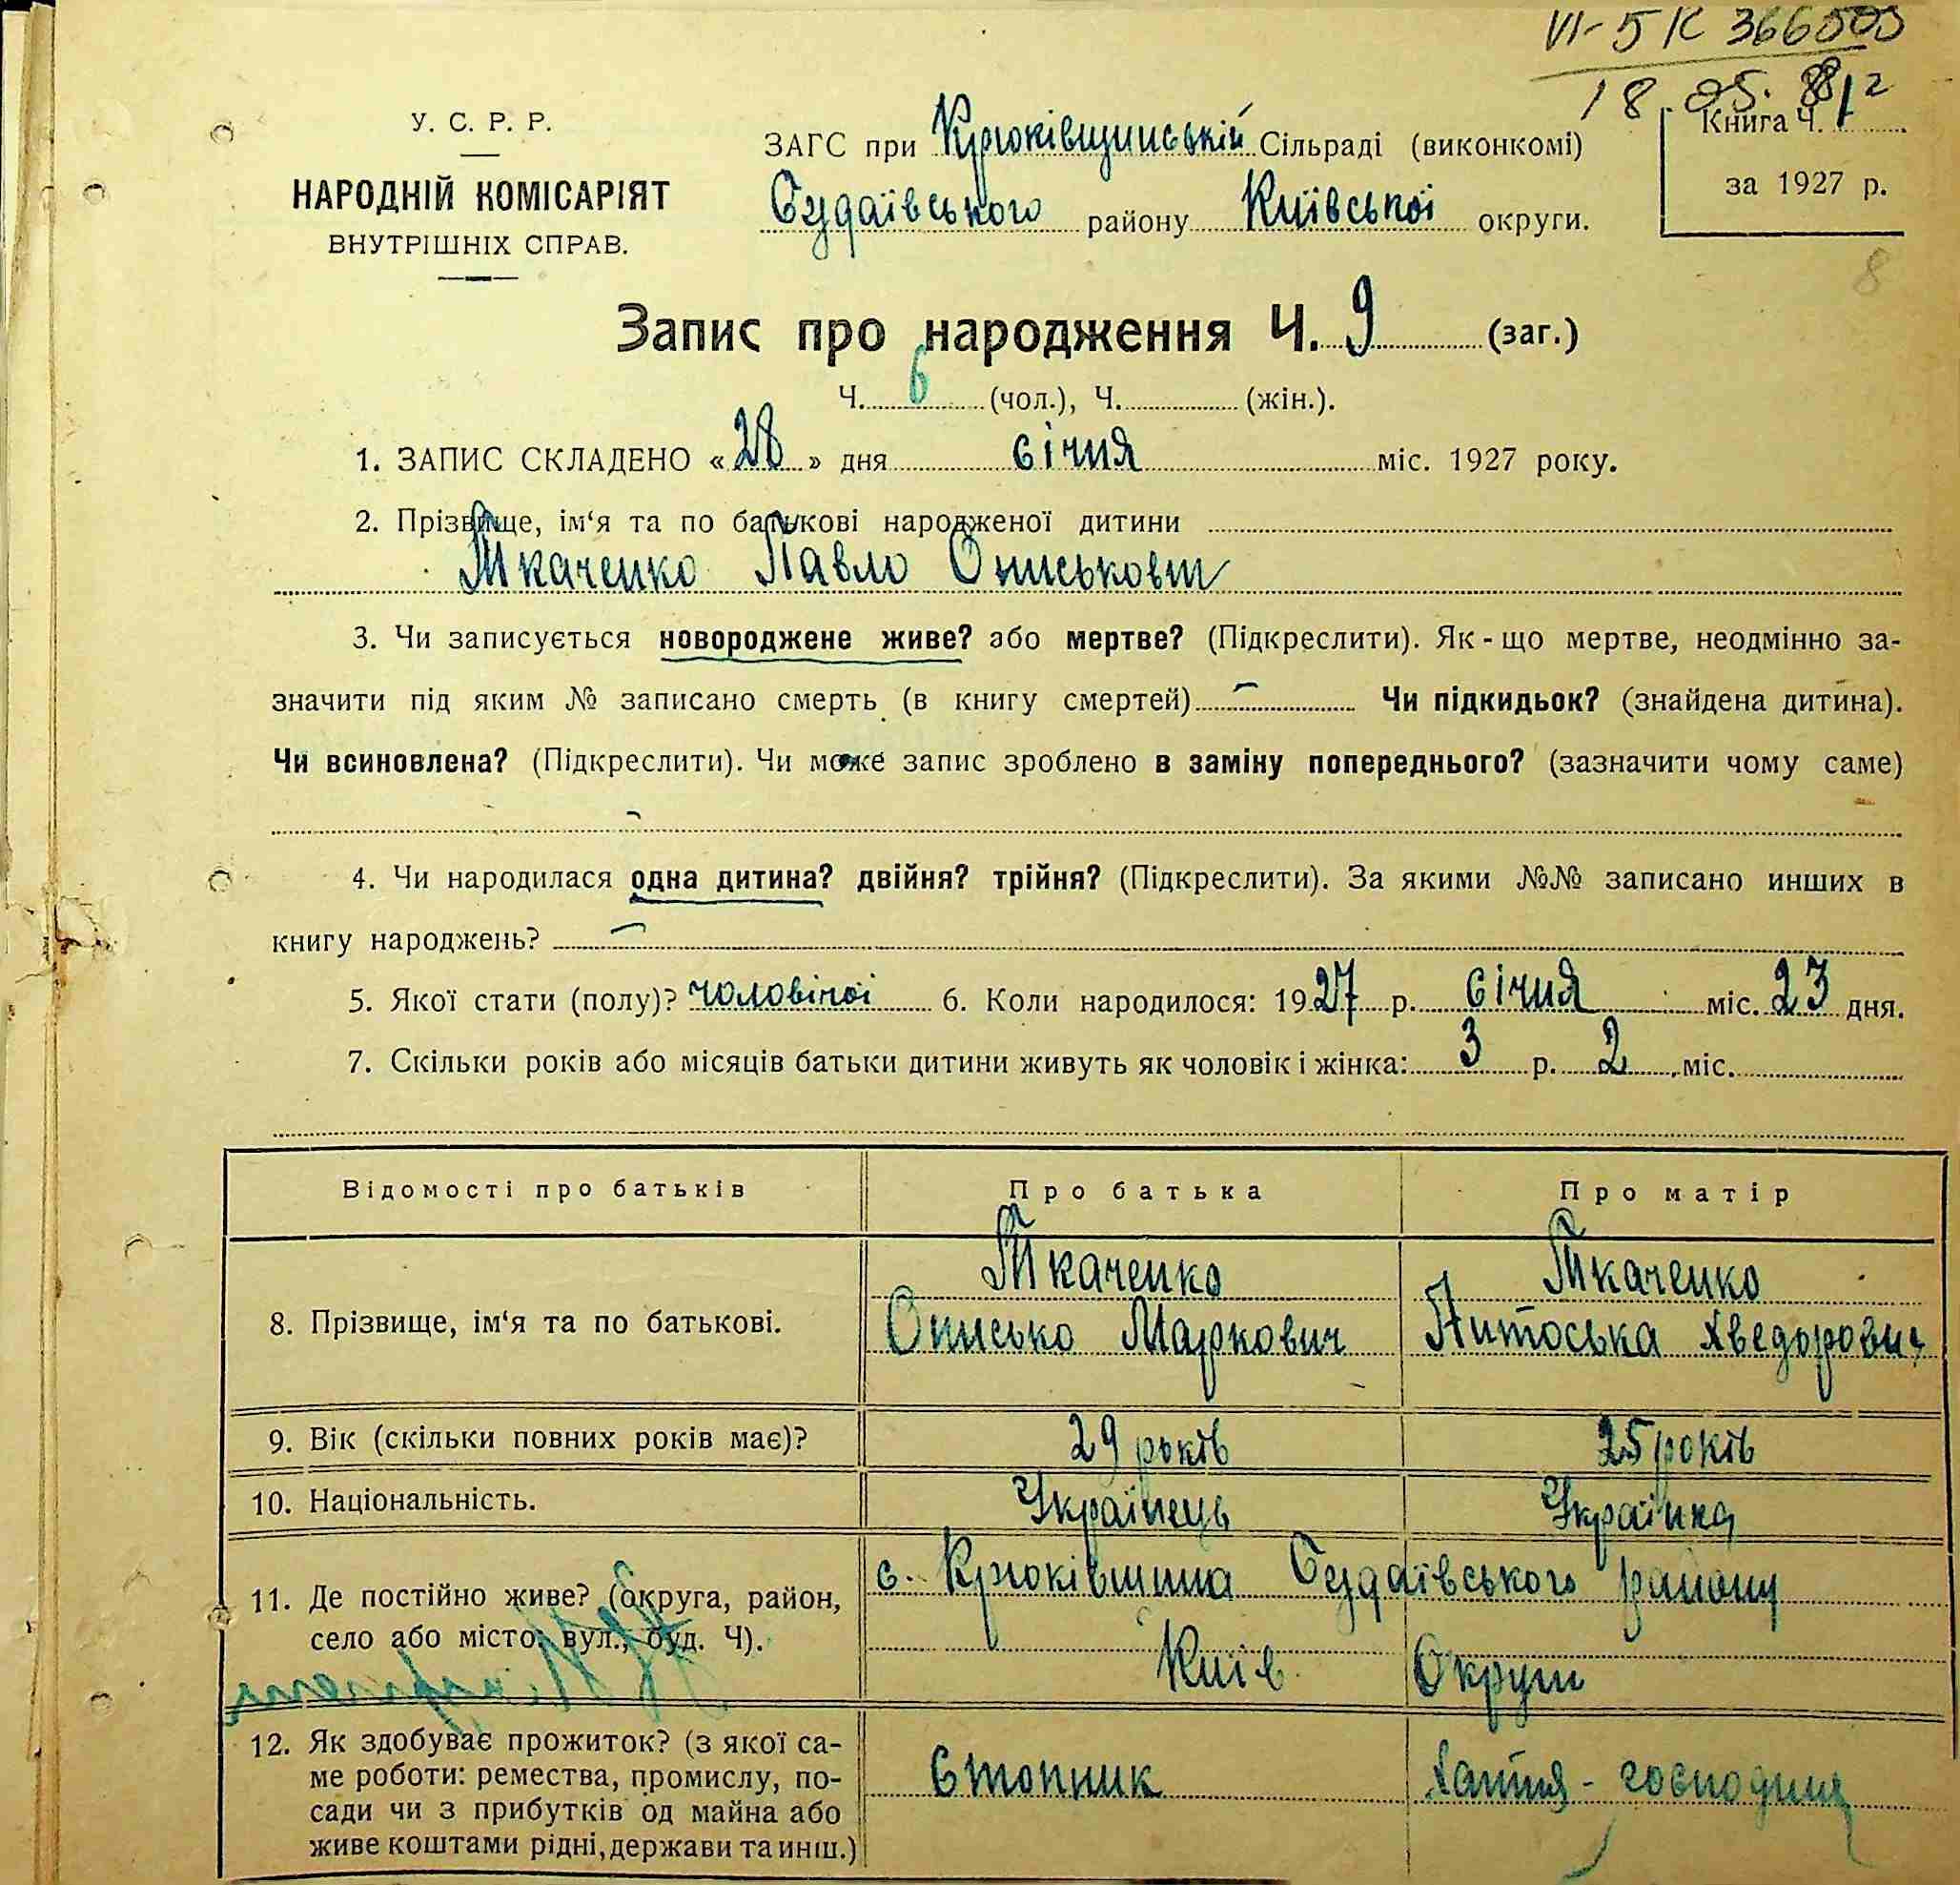 VI-5 К 366503
18.05.
У. С. Р. Р.
НАРОДНІЙ КОМІСАРІЯТ
ВНУТРІШНІХ СПРАВ.
ЗАГС при Крюківщинській Сільраді (виконкомі)
Будаївського району Київської округи.
Книга Ч. 1
за 1927 р.
8
Запис про народження Ч. 9 (заг.)
Ч. 6 (чол.), Ч. (жін.).
1. ЗАПИС СКЛАДЕНО «28» дня січня міс. 1927 року.
2. Прізвище, ім‘я та по батькові народженої дитини
Ткаченко Павло Ониськович
3. Чи записується новороджене живе? або мертве? (Підкреслити). Як-що мертве, неодмінно за-
значити під яким № записано смерть (в книгу смертей) – Чи підкидьок? (знайдена дитина).
Чи всиновлена? (Підкреслити). Чи може запис зроблено в заміну попереднього? (зазначити чому саме)
–
4. Чи народилася одна дитина? двійня? трійня? (Підкреслити). За якими №№ записано инших в
книгу народжень? –
5. Якої стати (полу)? чоловічої 6. Коли народилося: 1927 р. січня міс. 23 дня.
7. Скільки років або місяців батьки дитини живуть як чоловік і жінка: 3 р. 2 міс.
Відомості про батьків Про батька Про матір
8. Прізвище, ім‘я та по батькові.
Ткаченко
Онисько Маркович
Ткаченко
Антоська Хведоровн
9. Вік (скільки повних років має)? 29 років 25 років
10. Національність. Українець Українка
11. Де постійно живе? (округа, район,
село або місто, вул., буд. Ч).
с. Крюківщина Будаївського району
Київ Округи
12. Як здобуває прожиток? (з якої са-
ме роботи: ремества, промислу, по-
сади чи з прибутків од майна або
живе коштами рідні, держави та инш.)
хатня - господиня